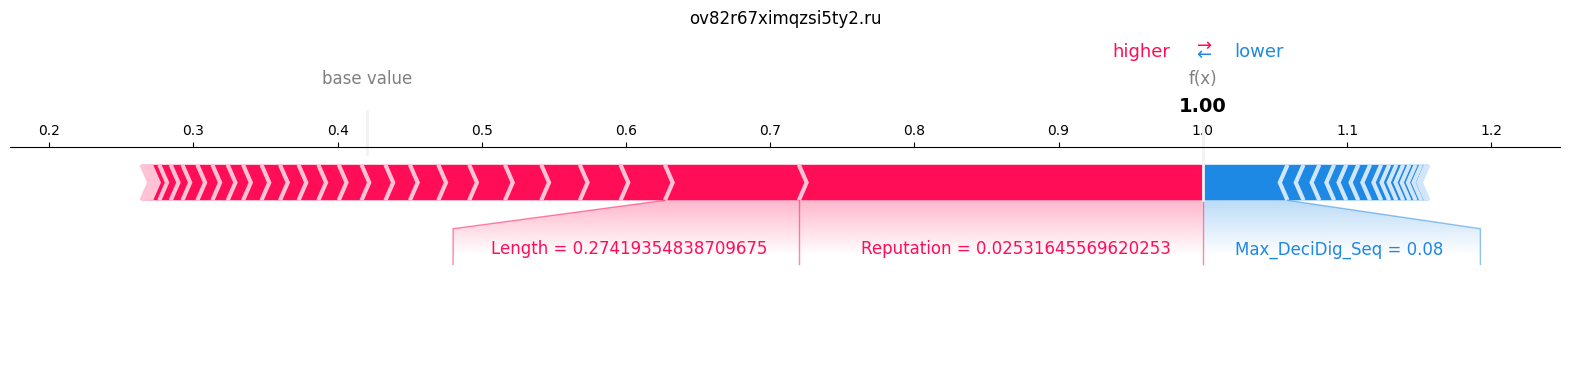 ov82r67ximqzsi5ty2.ru
higher ⇄ lower
base value f(x)
1.00
0.2 0.3 0.4 0.5 0.6 0.7 0.8 0.9 1.0 1.1 1.2
Length = 0.27419354838709675 Reputation = 0.02531645569620253 Max_DeciDig_Seq = 0.08